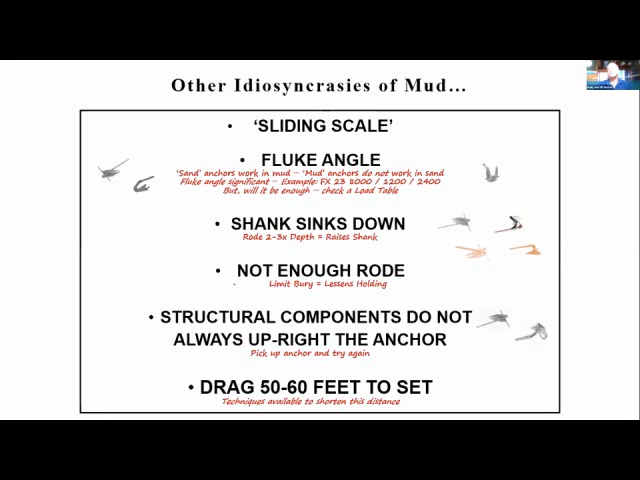 Other Idiosyncrasies of Mud...
• 'SLIDING SCALE'
• FLUKE ANGLE
'Sand' anchors work in mud – 'Mud' anchors do not work in sand
Fluke angle significant – Example: FX 23 8000 / 1200 / 2400
But, will it be enough – check a Load Table
• SHANK SINKS DOWN
Rode 2-3x Depth = Raises Shank
• NOT ENOUGH RODE
Limit Bury = Lessens Holding
• STRUCTURAL COMPONENTS DO NOT
ALWAYS UP-RIGHT THE ANCHOR
Pick up anchor and try again
• DRAG 50-60 FEET TO SET
Techniques available to shorten this distance